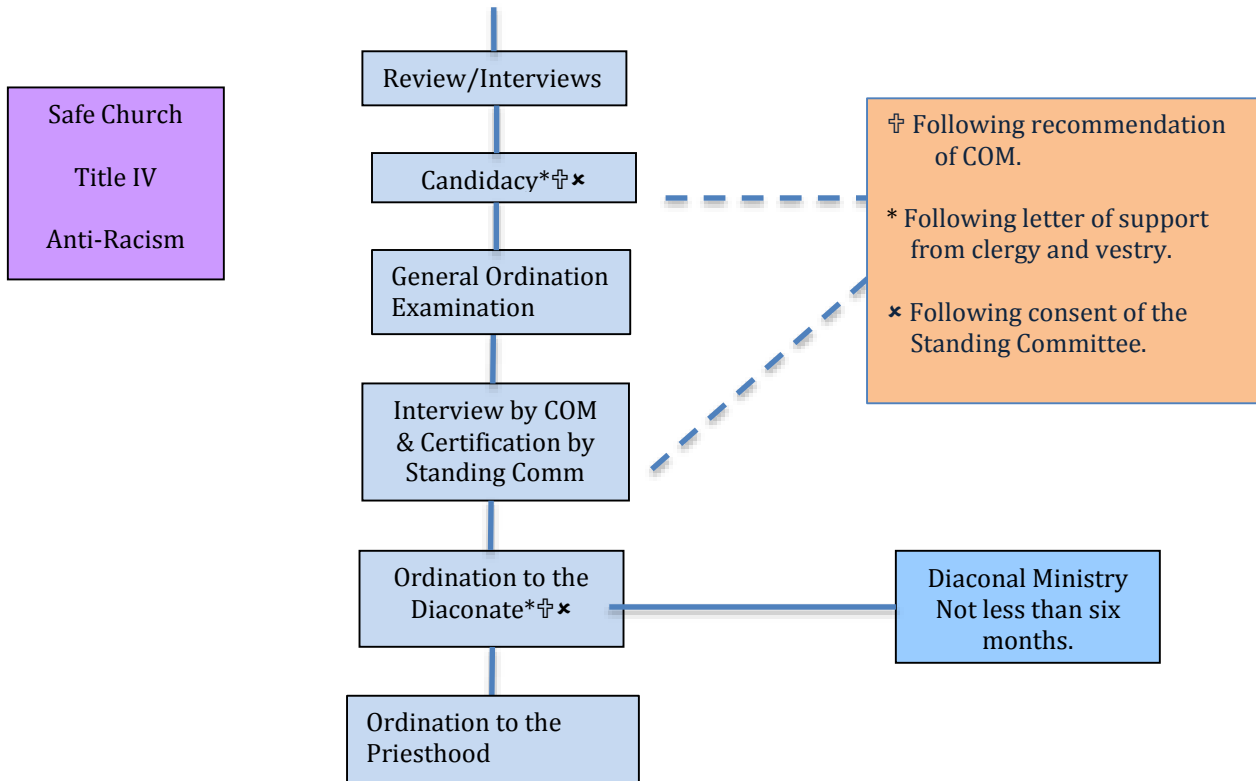 Review/Interviews
Safe Church
Title IV
Anti-Racism
Candidacy*✞✖
✞ Following recommendation
of COM.
* Following letter of support
from clergy and vestry.
✖ Following consent of the
Standing Committee.
General Ordination
Examination
Interview by COM
& Certification by
Standing Comm
Ordination to the
Diaconate*✞✖
Diaconal Ministry
Not less than six
months.
Ordination to the
Priesthood